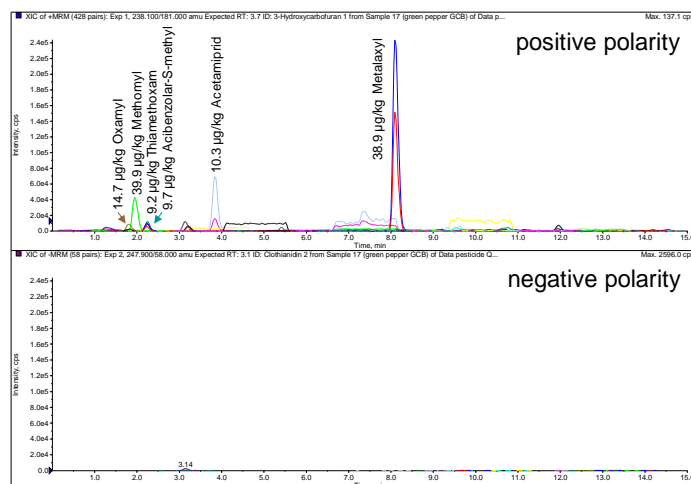 XIC of +MRM (428 pairs): Exp 1, 238.100/181.000 amu Expected RT: 3.7 ID: 3-Hydroxycarbofuran 1 from Sample 17 (green pepper GCB) of Data p...
Max. 137.1 cp
positive polarity
14.7 µg/kg Oxamyl
39.9 µg/kg Methomyl
9.2 µg/kg Thiamethoxam
9.7 µg/kg Acibenzolar-S-methyl
10.3 µg/kg Acetamiprid
38.9 µg/kg Metalaxyl
Intensity, cps
2.4e5
2.2e5
2.0e5
1.8e5
1.6e5
1.4e5
1.2e5
1.0e5
8.0e4
6.0e4
4.0e4
2.0e4
0.0
1.0 2.0 3.0 4.0 5.0 6.0 7.0 8.0 9.0 10.0 11.0 12.0 13.0 14.0 15.0
Time, min
XIC of -MRM (58 pairs): Exp 2, 247.900/58.000 amu Expected RT: 3.1 ID: Clothianidin 2 from Sample 17 (green pepper GCB) of Data pesticide Q...
Max. 2596.0 cp
negative polarity
Intensity, cps
2.4e5
2.2e5
2.0e5
1.8e5
1.6e5
1.4e5
1.2e5
1.0e5
8.0e4
6.0e4
4.0e4
2.0e4
0.0
3.14
1.0 2.0 3.0 4.0 5.0 6.0 7.0 8.0 9.0 10.0 11.0 12.0 13.0 14.0 15.0